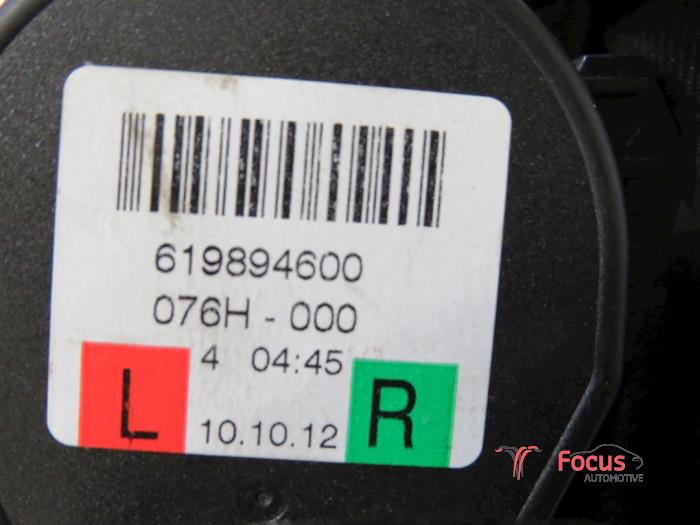 619894600
076H - 000
4 04:45
L 10.10.12 R
Focus
AUTOMOTIVE